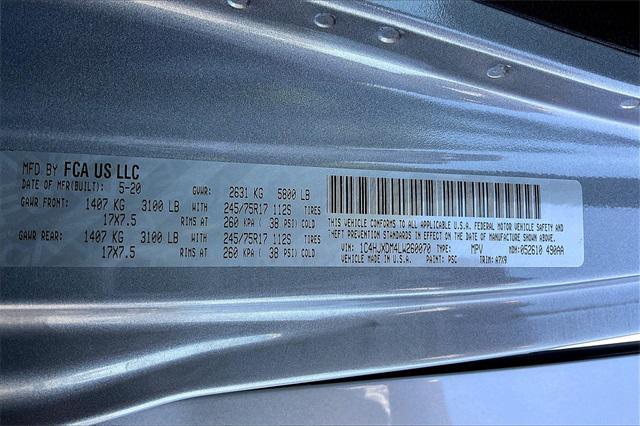 MFD BY FCA US LLC
DATE OF MFR(BUILT): 5-20 GVWR: 2631 KG 5800 LB
GAWR FRONT: 1407 KG 3100 LB WITH 245/75R17 112S TIRES
17X7.5 RIMS AT 260 KPA ( 38 PSI) COLD
GAWR REAR: 1407 KG 3100 LB WITH 245/75R17 112S TIRES
17X7.5 RIMS AT 260 KPA ( 38 PSI) COLD
THIS VEHICLE CONFORMS TO ALL APPLICABLE U.S.A. FEDERAL MOTOR VEHICLE SAFETY AND
THEFT PREVENTION STANDARDS IN EFFECT ON THE DATE OF MANUFACTURE SHOWN ABOVE.
VIN: 1C4HJXDM4LW260070 TYPE: MPV MDH: 052610 490AA
VEHICLE MADE IN U.S.A. PAINT: PSC TRIM: A7X9